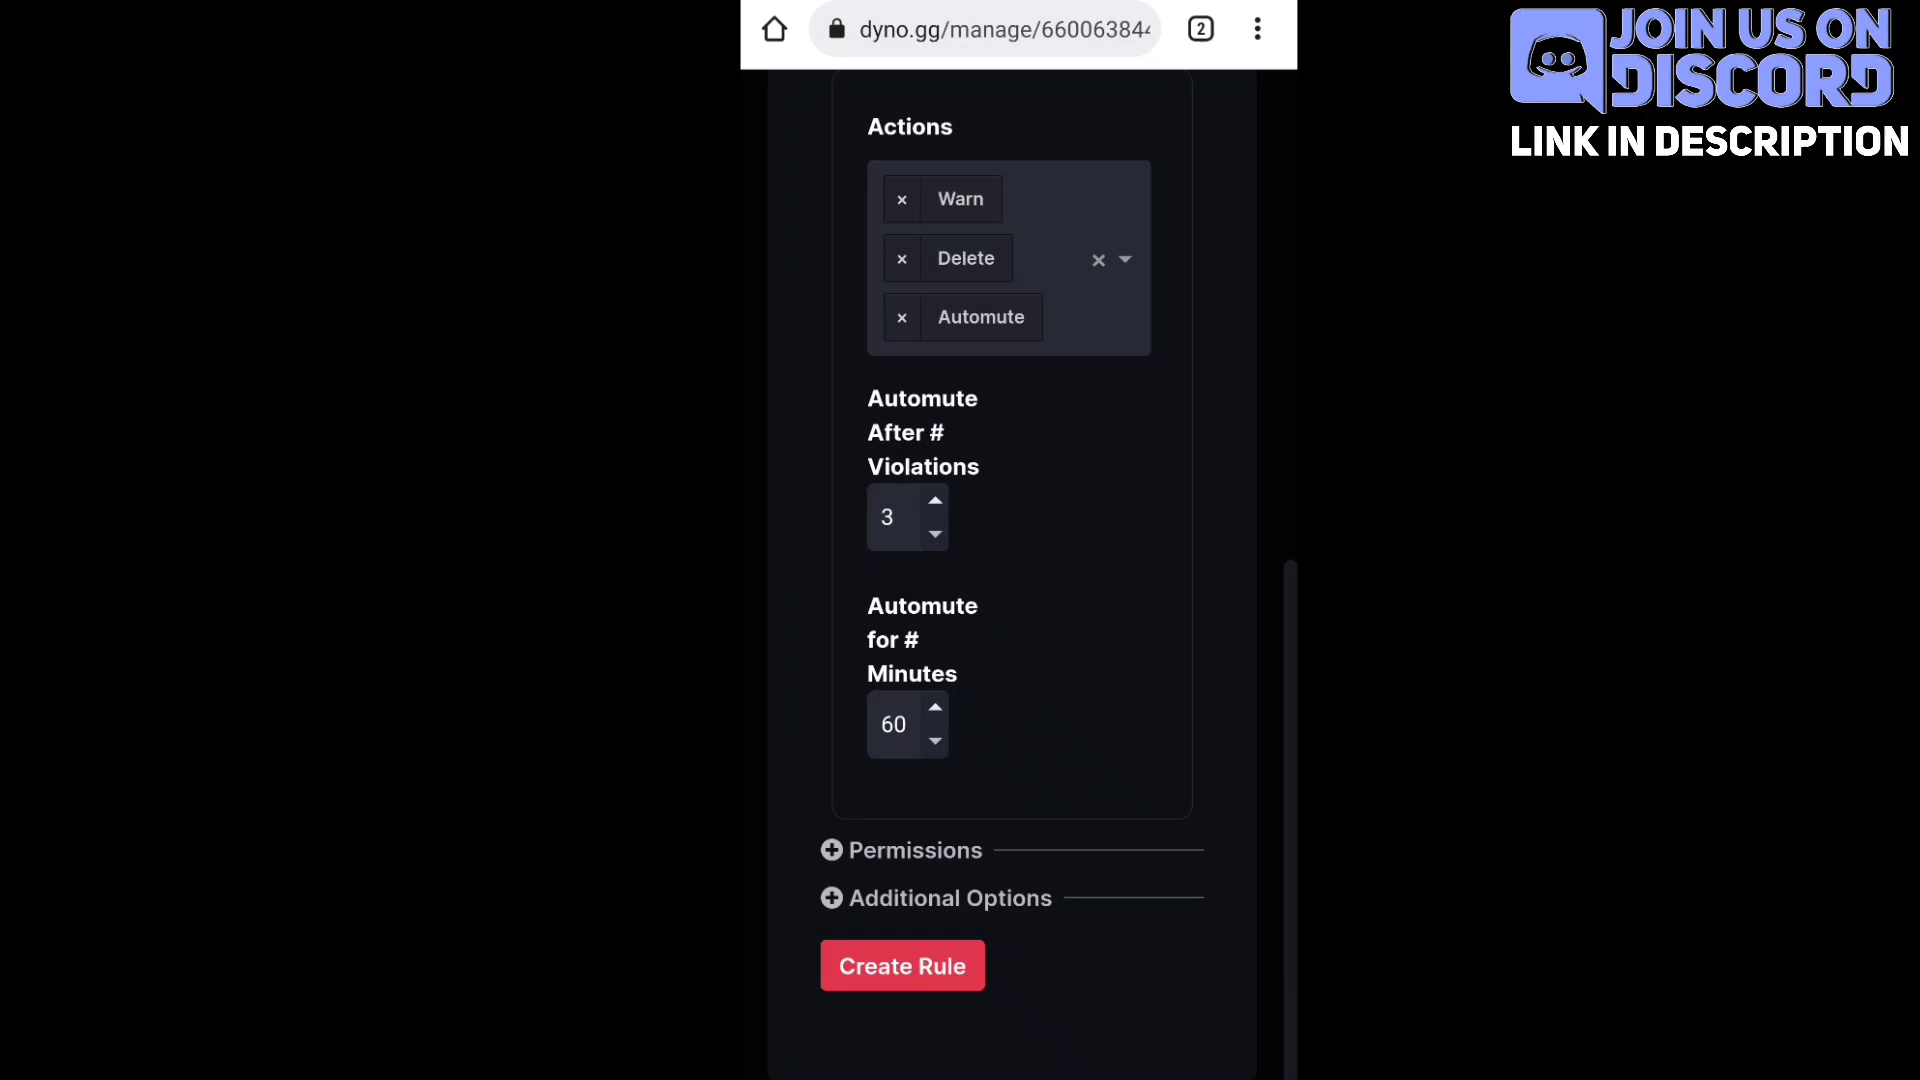 dyno.gg/manage/66006384
2
JOIN US ON
DISCORD
LINK IN DESCRIPTION
Actions
× Warn
× Delete
× Automute
Automute
After #
Violations
3
Automute
for #
Minutes
60
Permissions
Additional Options
Create Rule